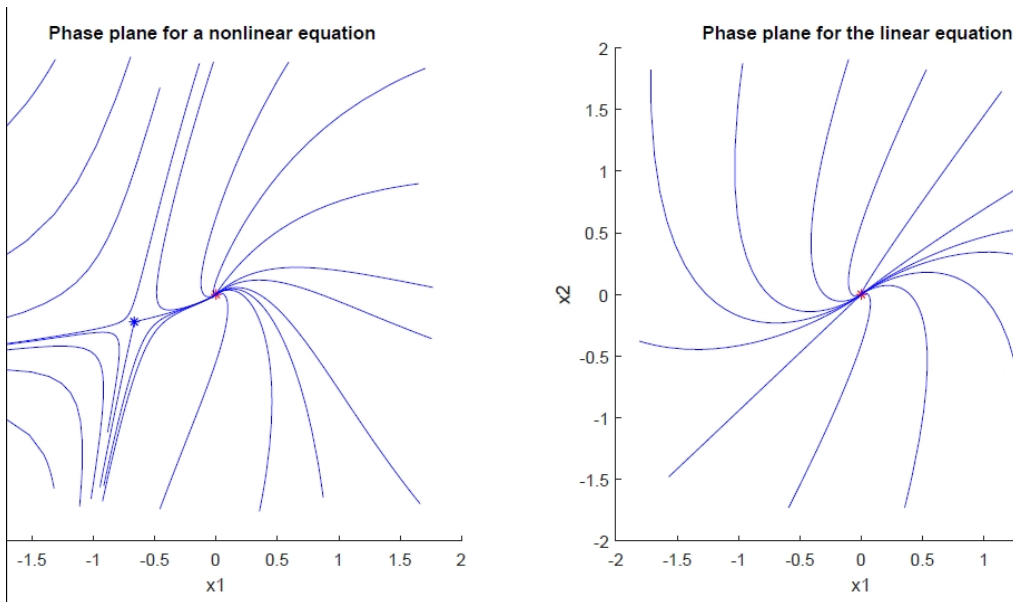 Phase plane for a nonlinear equation
-1.5 -1 -0.5 0 0.5 1 1.5 2
x1
Phase plane for the linear equation
2
1.5
1
0.5
0
-0.5
-1
-1.5
-2
x2
-2 -1.5 -1 -0.5 0 0.5 1
x1